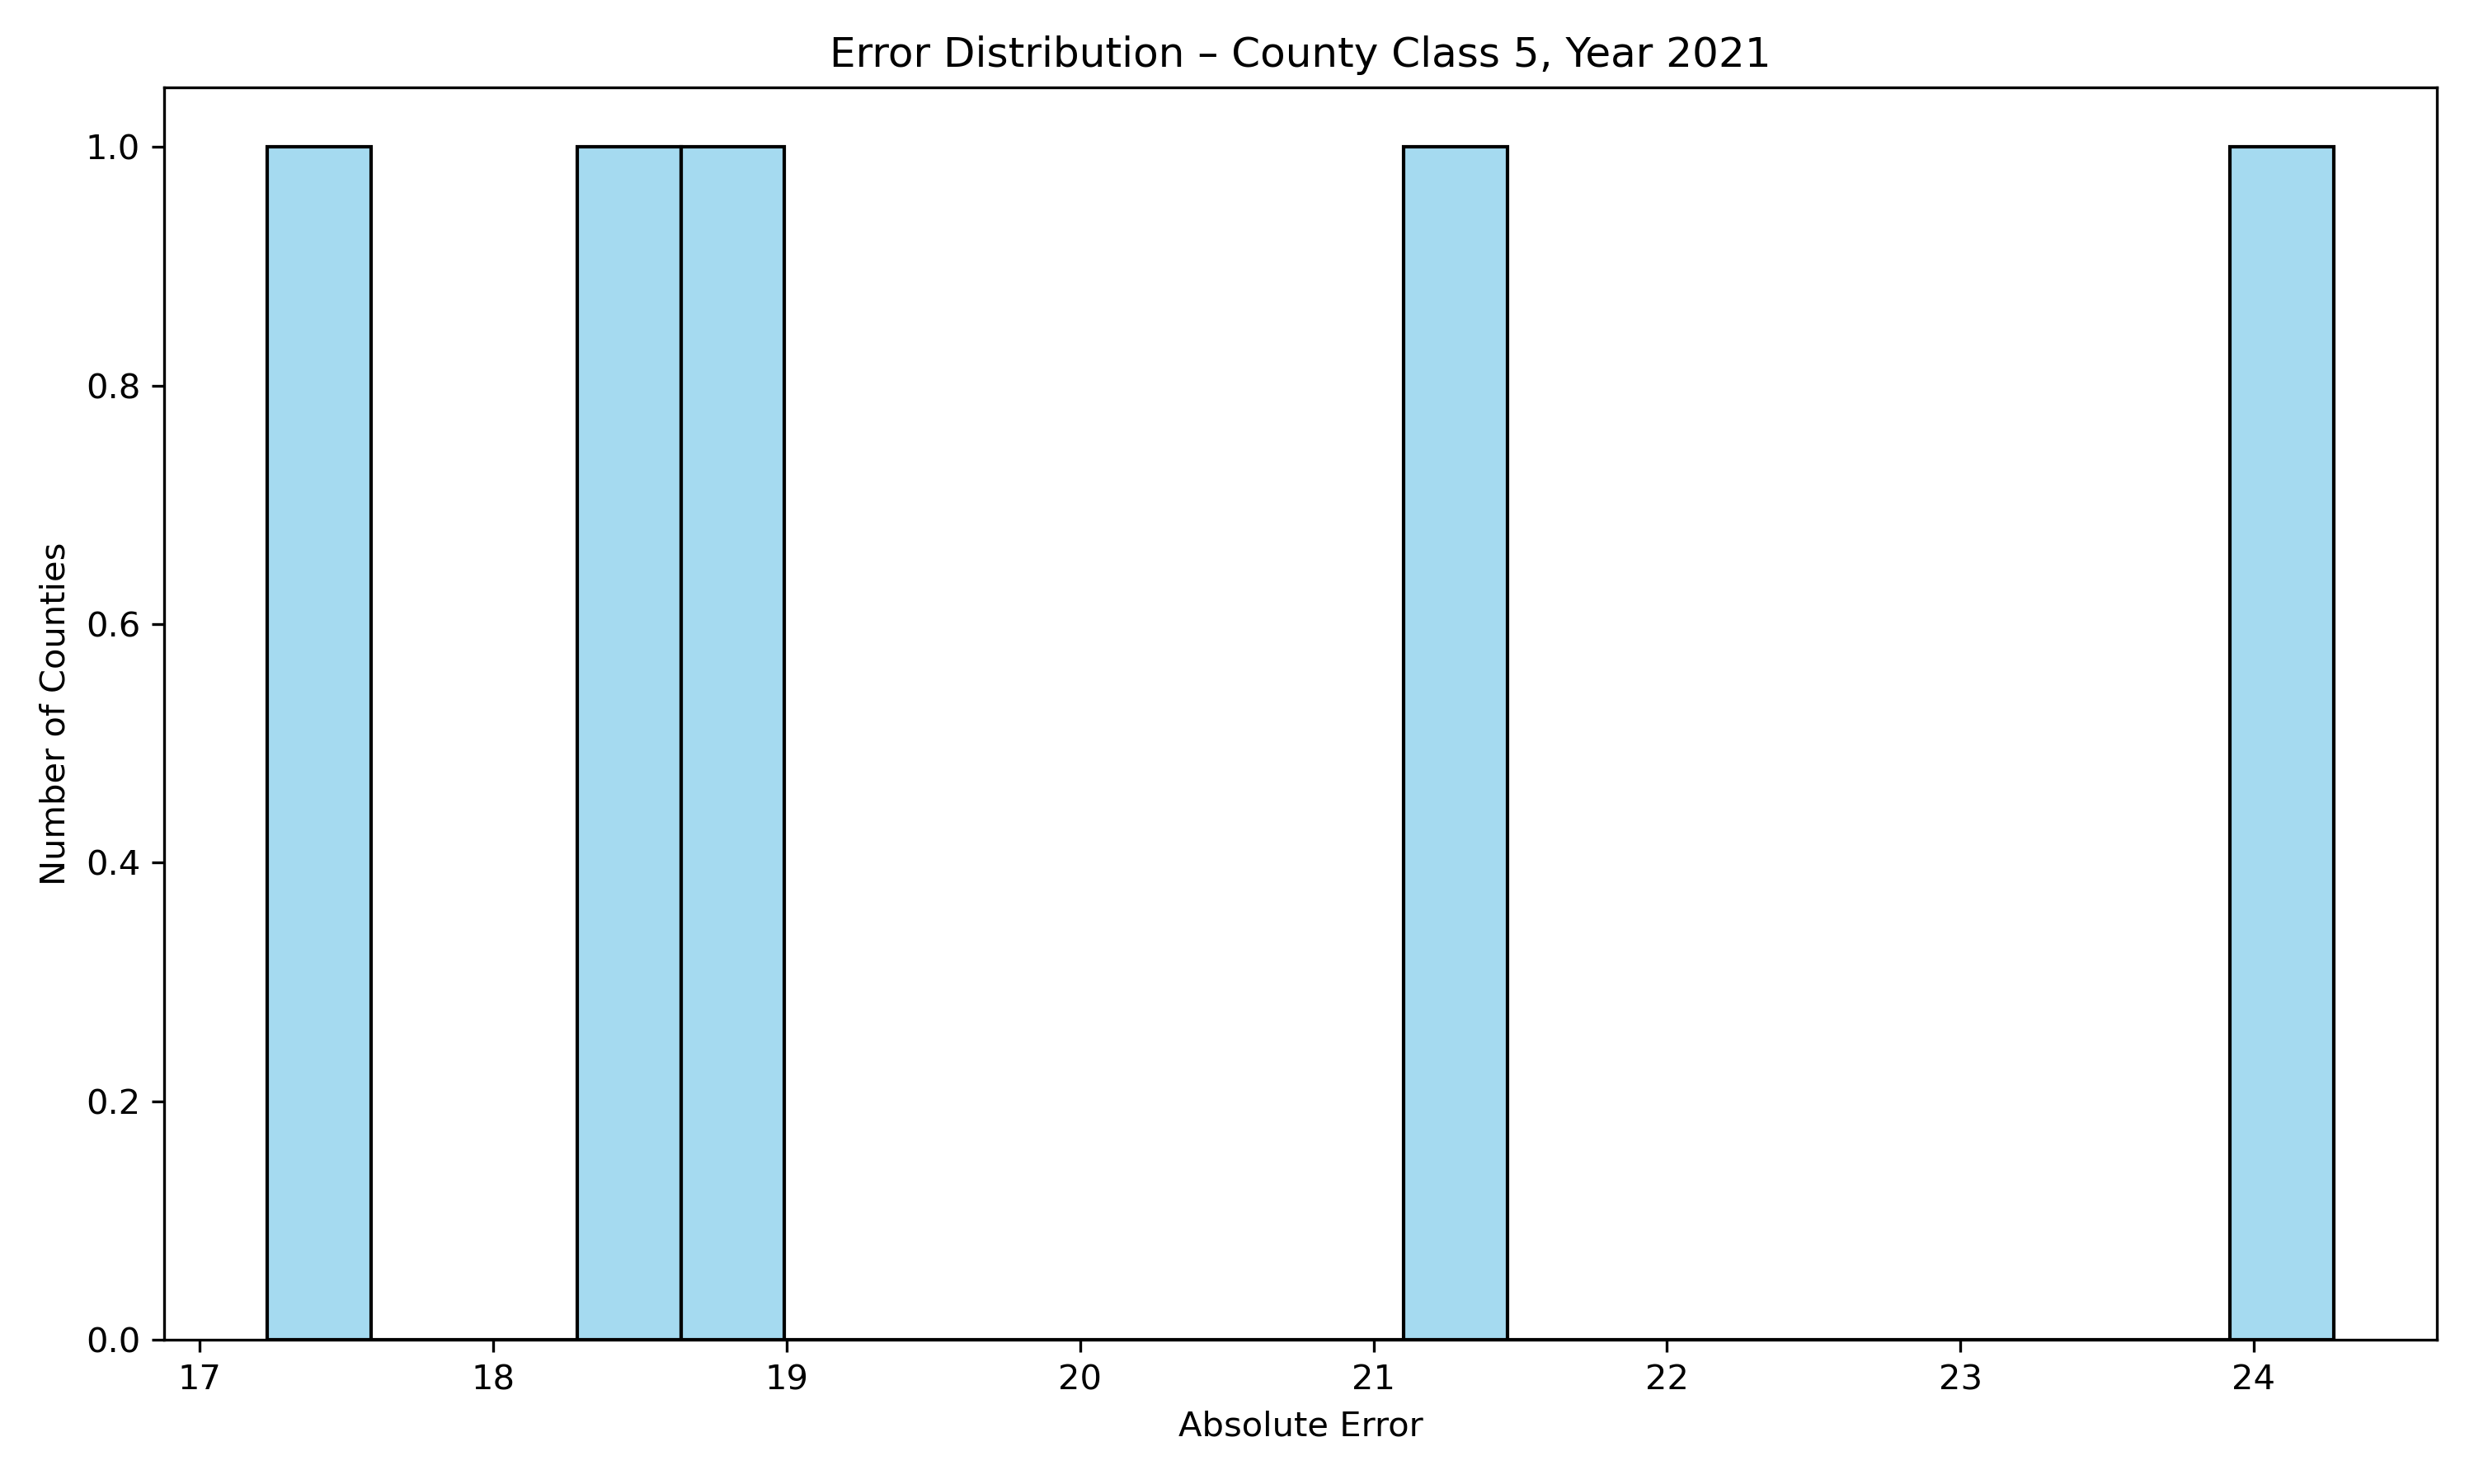 Error Distribution – County Class 5, Year 2021
1.0
0.8
0.6
0.4
0.2
0.0
Number of Counties
17 18 19 20 21 22 23 24
Absolute Error